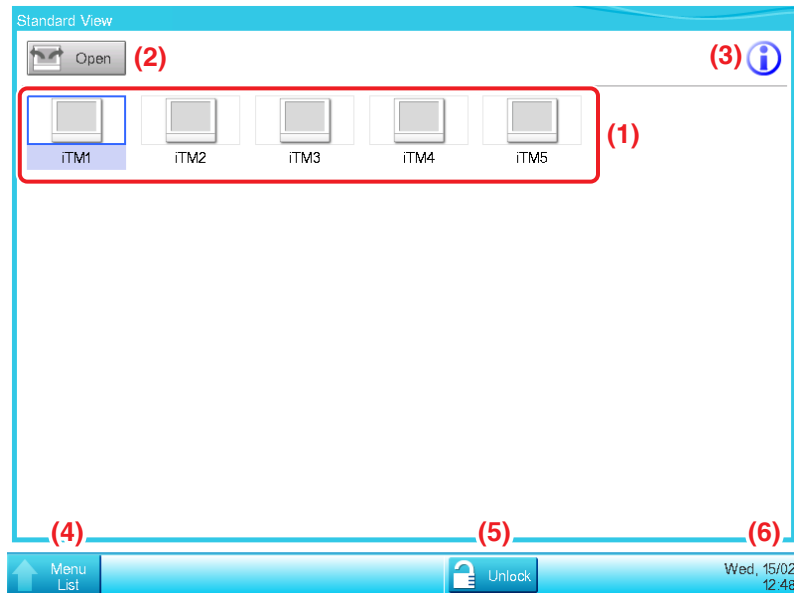 Standard View
Open (2)
(3)
iTM1 iTM2 iTM3 iTM4 iTM5
(1)
(4) (5) (6)
Menu List
Unlock
Wed, 15/02
12:48